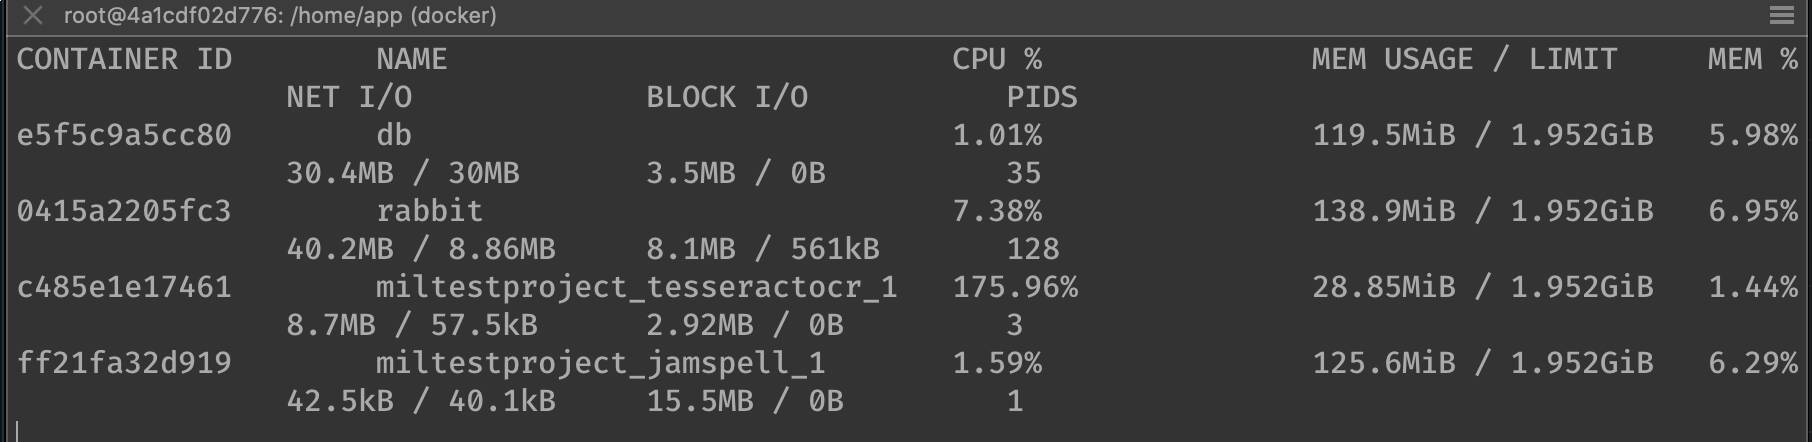 root@4a1cdf02d776: /home/app (docker)
CONTAINER ID        NAME                            CPU %               MEM USAGE / LIMIT     MEM %
               NET I/O             BLOCK I/O           PIDS
e5f5c9a5cc80        db                              1.01%               119.5MiB / 1.952GiB   5.98%
               30.4MB / 30MB       3.5MB / 0B          35
0415a2205fc3        rabbit                          7.38%               138.9MiB / 1.952GiB   6.95%
               40.2MB / 8.86MB     8.1MB / 561kB       128
c485e1e17461        miltestproject_tesseractocr_1   175.96%             28.85MiB / 1.952GiB   1.44%
               8.7MB / 57.5kB      2.92MB / 0B         3
ff21fa32d919        miltestproject_jamspell_1       1.59%               125.6MiB / 1.952GiB   6.29%
               42.5kB / 40.1kB     15.5MB / 0B         1